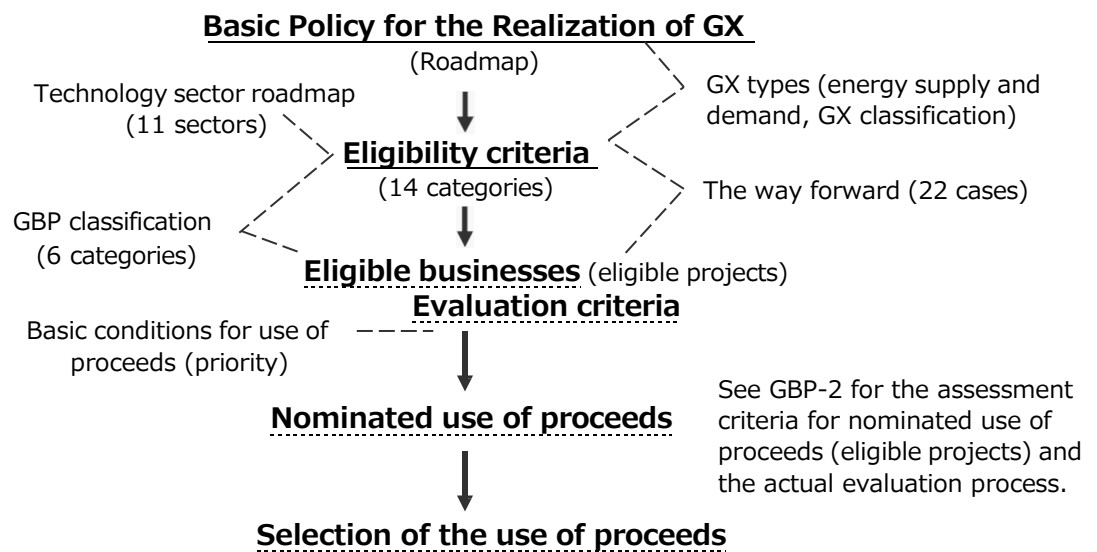 Basic Policy for the Realization of GX
(Roadmap)
Technology sector roadmap
(11 sectors)
GX types (energy supply and
demand, GX classification)
Eligibility criteria
(14 categories)
The way forward (22 cases)
GBP classification
(6 categories)
Eligible businesses (eligible projects)
Evaluation criteria
Basic conditions for use of
proceeds (priority)
Nominated use of proceeds
See GBP-2 for the assessment
criteria for nominated use of
proceeds (eligible projects) and
the actual evaluation process.
Selection of the use of proceeds